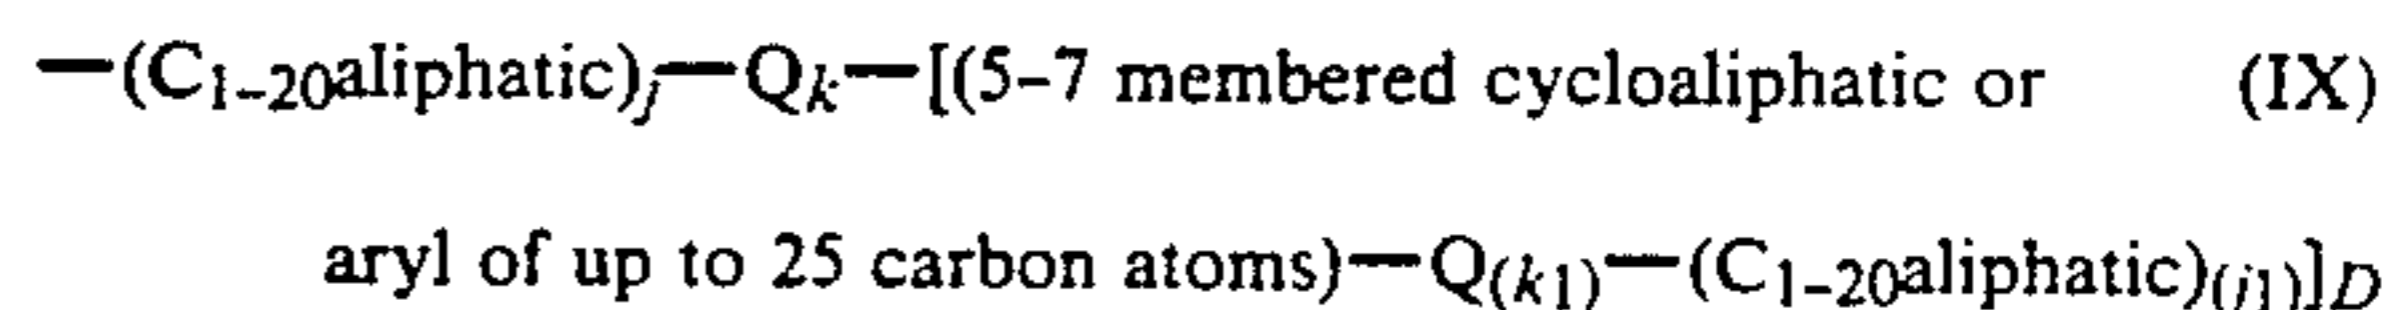 —(C1–20aliphatic)j—Qk—[(5–7 membered cycloaliphatic or (IX)
aryl of up to 25 carbon atoms)—Q(k1)—(C1–20aliphatic)(j1)]D